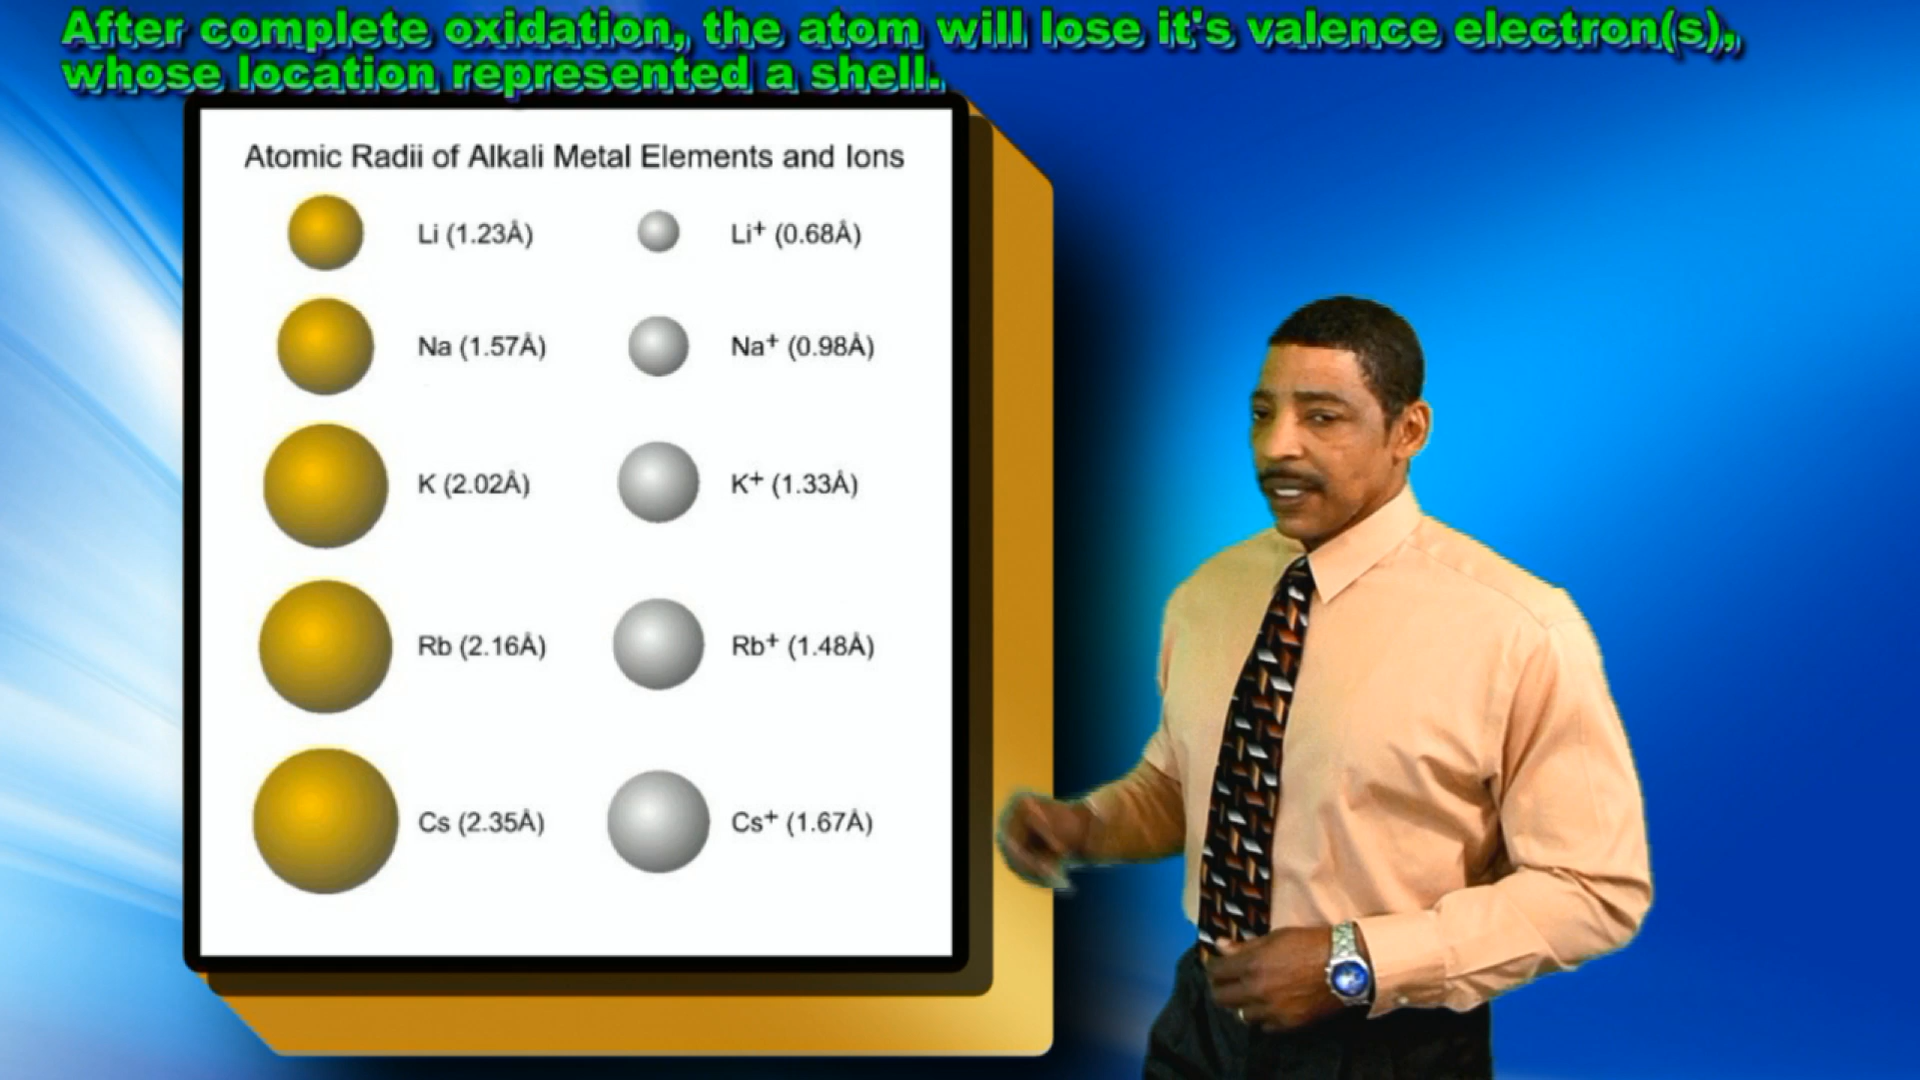 After complete oxidation, the atom will lose it's valence electron(s),
whose location represented a shell.
Atomic Radii of Alkali Metal Elements and Ions
Li (1.23Å) Li⁺ (0.68Å)
Na (1.57Å) Na⁺ (0.98Å)
K (2.02Å) K⁺ (1.33Å)
Rb (2.16Å) Rb⁺ (1.48Å)
Cs (2.35Å) Cs⁺ (1.67Å)